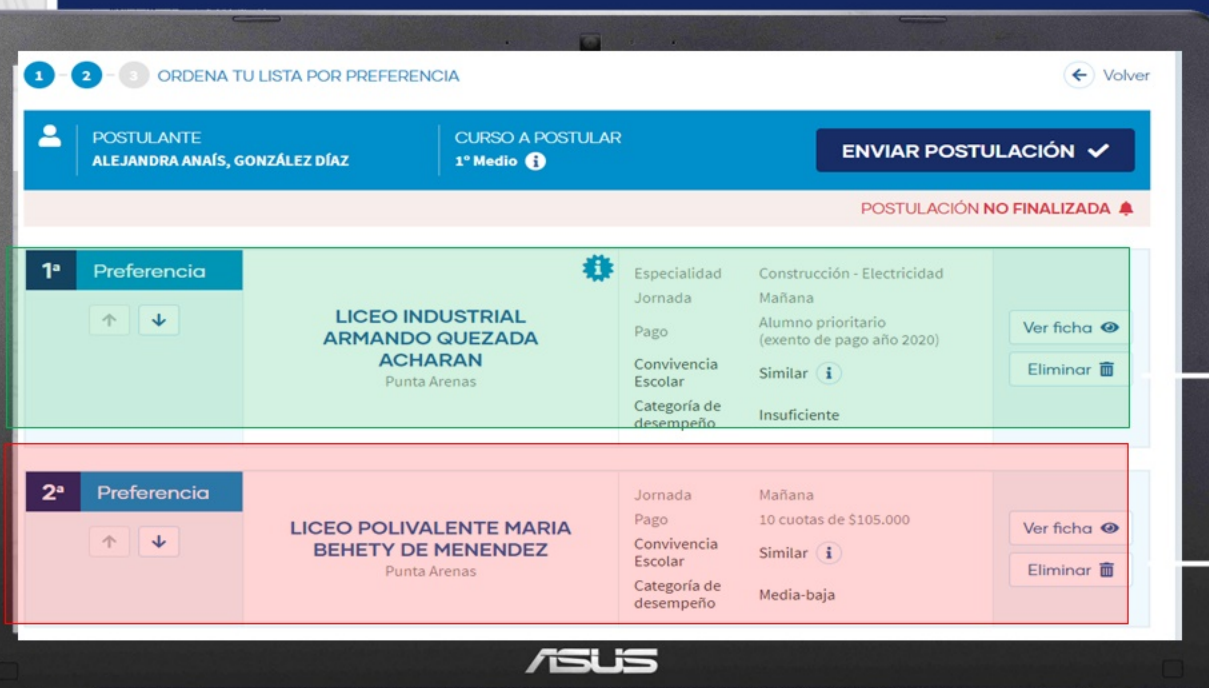 1 - 2 - 3 ORDENA TU LISTA POR PREFERENCIA
Volver
POSTULANTE
ALEJANDRA ANAÍS, GONZÁLEZ DÍAZ
CURSO A POSTULAR
1º Medio i
ENVIAR POSTULACIÓN
POSTULACIÓN NO FINALIZADA
1ª Preferencia
LICEO INDUSTRIAL
ARMANDO QUEZADA
ACHARAN
Punta Arenas
i
Especialidad Construcción - Electricidad
Jornada Mañana
Pago Alumno prioritario
(exento de pago año 2020)
Convivencia
Escolar Similar i
Categoría de
desempeño Insuficiente
Ver ficha
Eliminar
2ª Preferencia
LICEO POLIVALENTE MARIA
BEHETY DE MENENDEZ
Punta Arenas
Jornada Mañana
Pago 10 cuotas de $105.000
Convivencia
Escolar Similar i
Categoría de
desempeño Media-baja
Ver ficha
Eliminar
ASUS